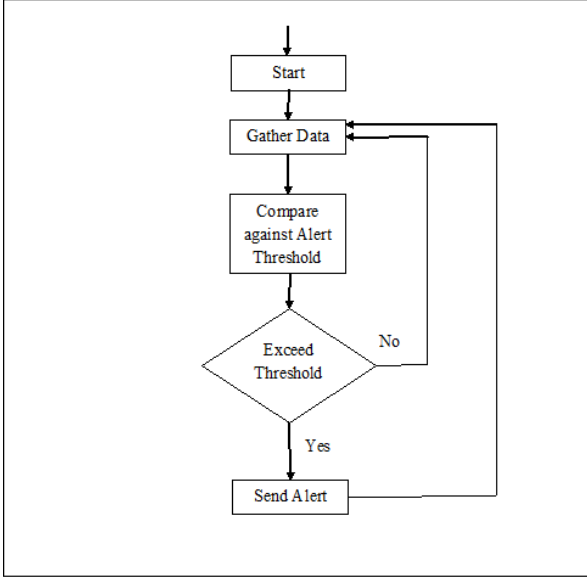 Start
Gather Data
Compare
against Alert
Threshold
Exceed
Threshold
No
Yes
Send Alert